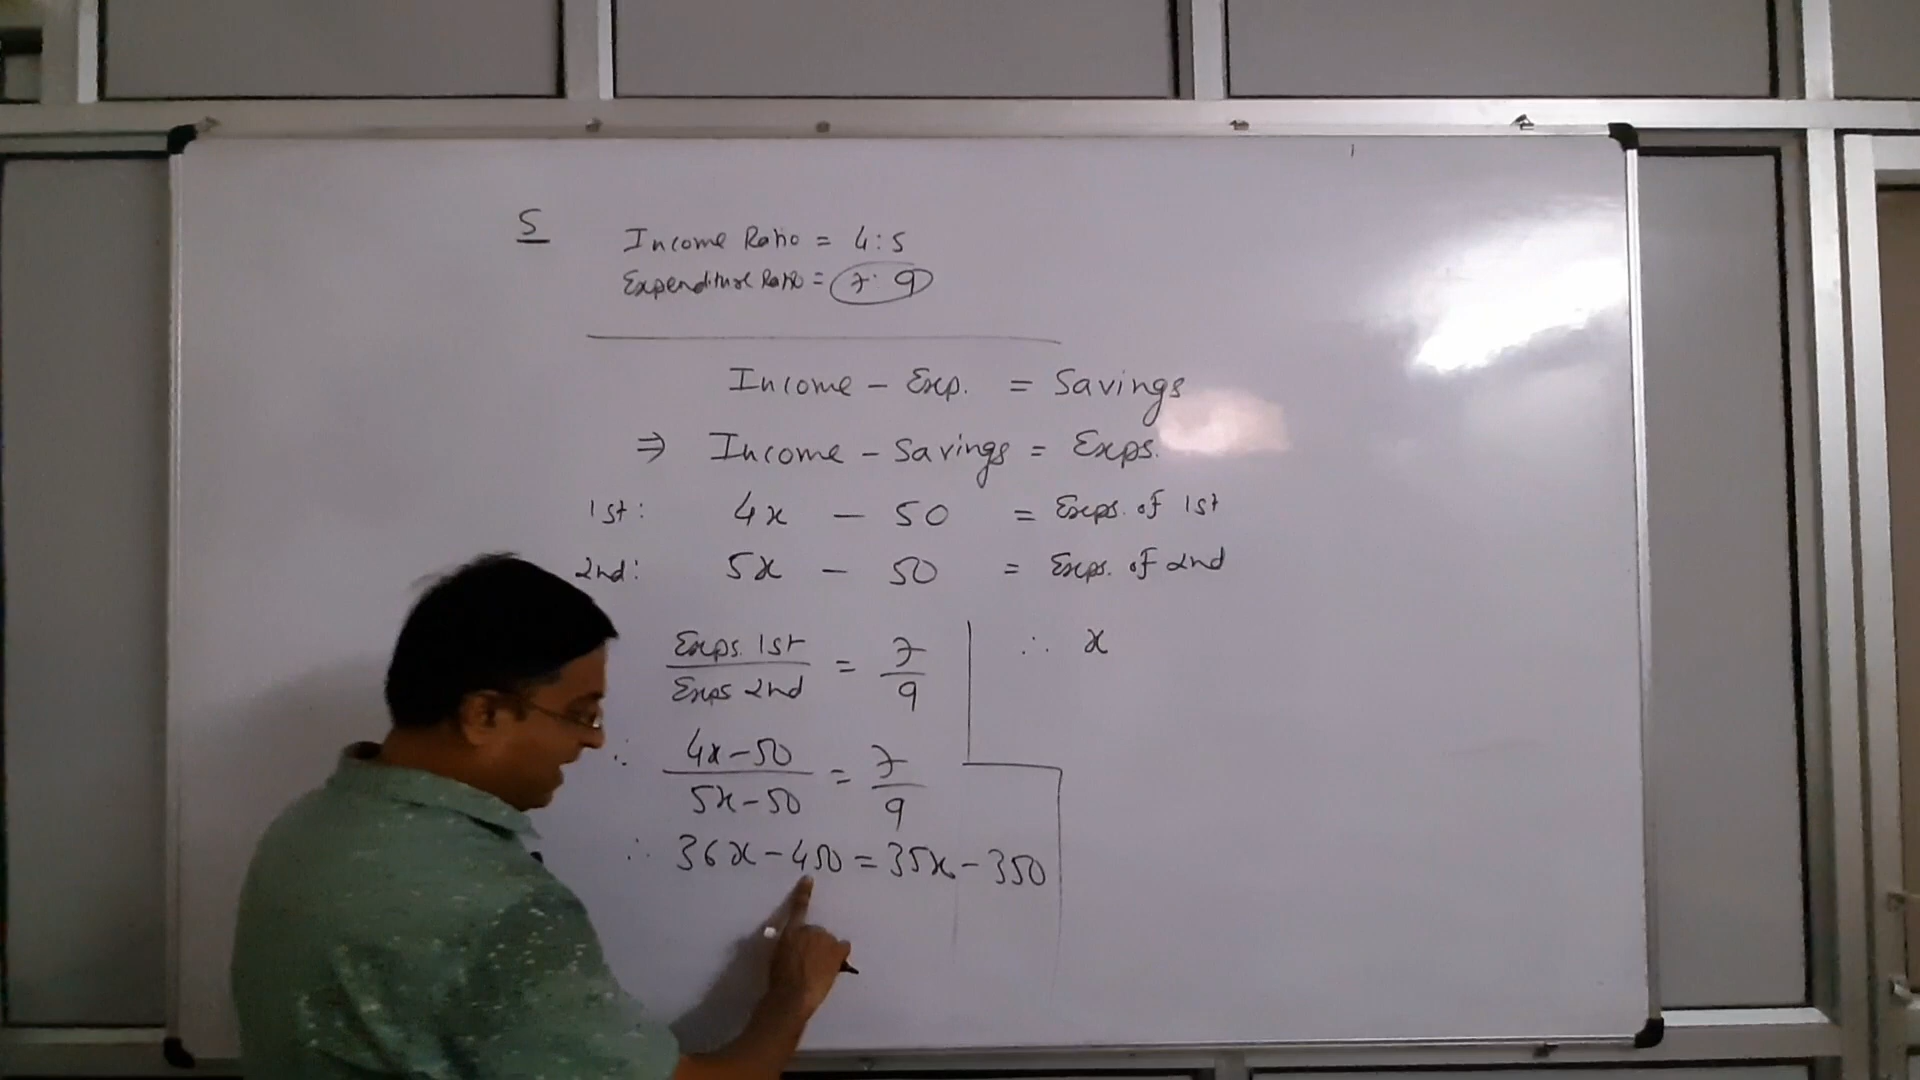 5
Income Ratio = 4:5
Expenditure Ratio = 7:9
Income - Exp. = Savings
⇒ Income - Savings = Exps.
1st: 4x - 50 = Exps. of 1st
2nd: 5x - 50 = Exps. of 2nd
Exps. 1st / Exps 2nd = 7/9
∴ 4x-50 / 5x-50 = 7/9
∴ 36x - 450 = 35x - 350
∴ x